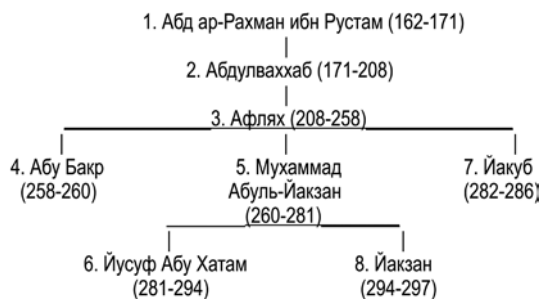 1. Абд ар-Рахман ибн Рустам (162-171)
2. Абдулваххаб (171-208)
3. Афлях (208-258)
4. Абу Бакр
(258-260)
5. Мухаммад
Абуль-Йакзан
(260-281)
7. Йакуб
(282-286)
6. Йусуф Абу Хатам
(281-294)
8. Йакзан
(294-297)